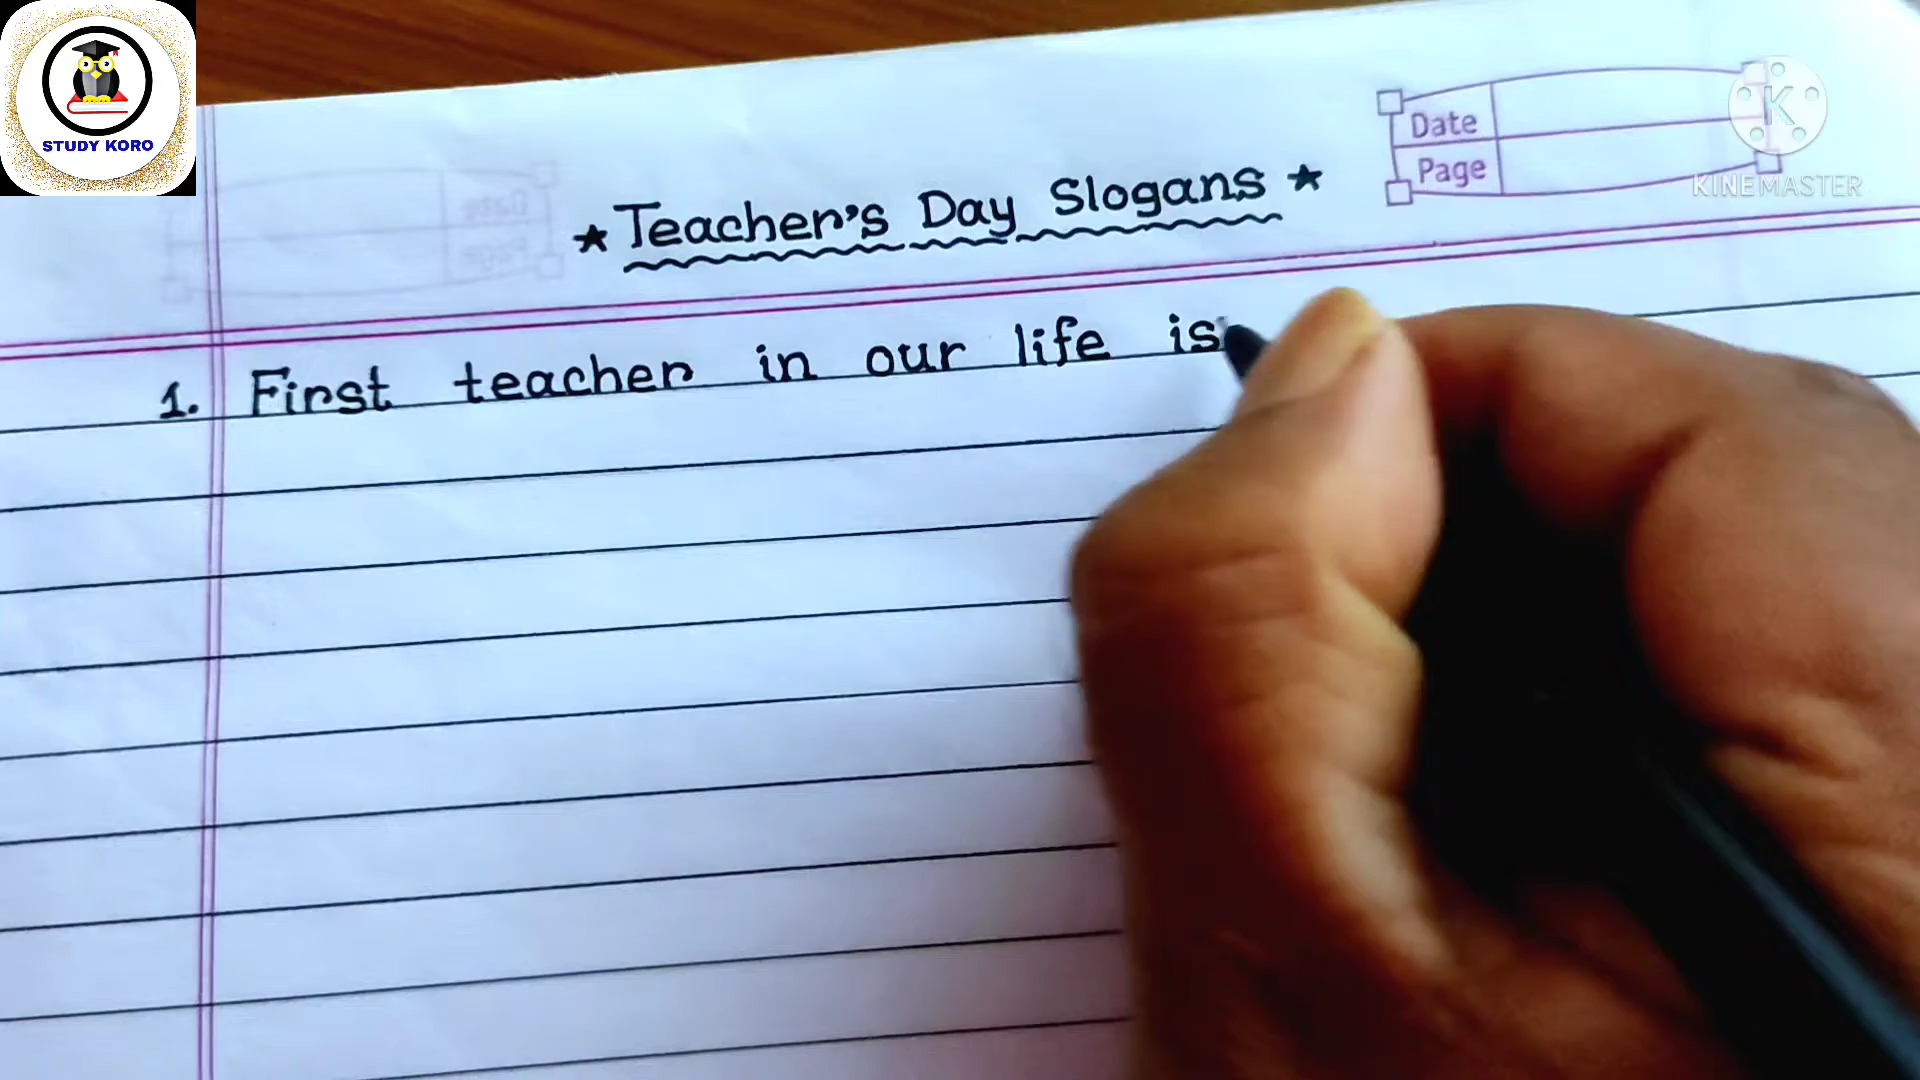 STUDY KORO
Date
Page
KINEMASTER
★ Teacher's Day Slogans ★
1. First teacher in our life is